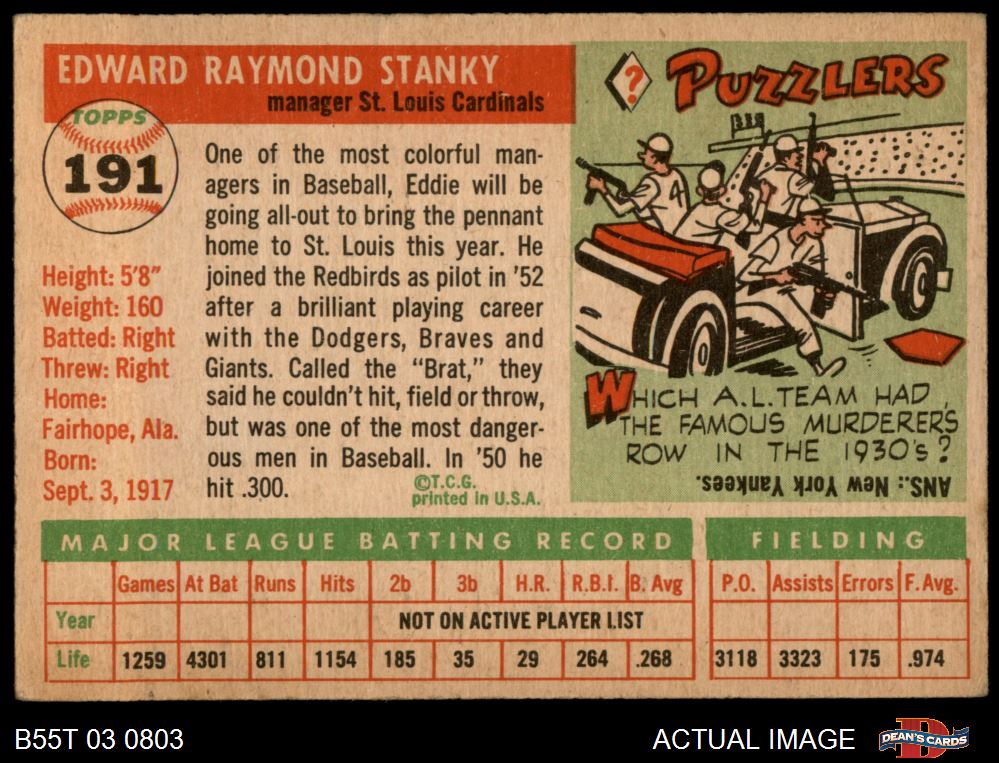 EDWARD RAYMOND STANKY
manager St. Louis Cardinals
TOPPS
191
Height: 5'8"
Weight: 160
Batted: Right
Threw: Right
Home:
Fairhope, Ala.
Born:
Sept. 3, 1917
One of the most colorful man-
agers in Baseball, Eddie will be
going all-out to bring the pennant
home to St. Louis this year. He
joined the Redbirds as pilot in '52
after a brilliant playing career
with the Dodgers, Braves and
Giants. Called the "Brat," they
said he couldn't hit, field or throw,
but was one of the most danger-
ous men in Baseball. In '50 he
hit .300.
©T.C.G.
printed in U.S.A.
?
PUZZLERS
4
WHICH A.L. TEAM HAD
THE FAMOUS MURDERER'S
ROW IN THE 1930's?
ANS.: New York Yankees.
MAJOR LEAGUE BATTING RECORD
FIELDING
Games At Bat Runs Hits 2b 3b H.R. R.B.I. B. Avg P.O. Assists Errors F. Avg.
Year NOT ON ACTIVE PLAYER LIST
Life 1259 4301 811 1154 185 35 29 264 .268 3118 3323 175 .974
B55T 03 0803
ACTUAL IMAGE
D
DEAN'S CARDS